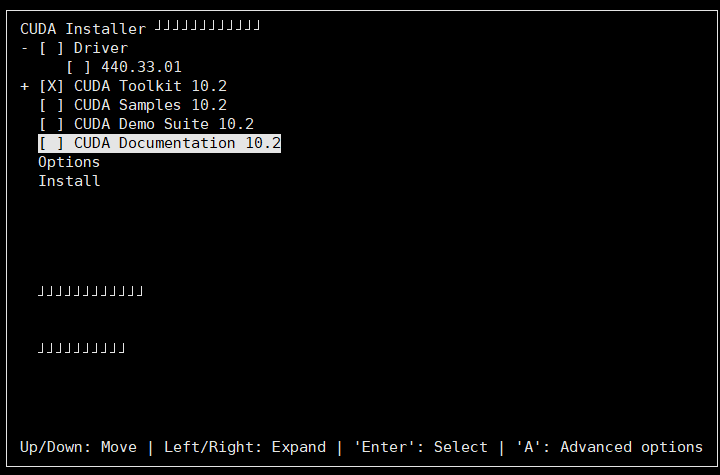 CUDA Installer ┘┘┘┘┘┘┘┘┘┘┘┘
- [ ] Driver
[ ] 440.33.01
+ [X] CUDA Toolkit 10.2
[ ] CUDA Samples 10.2
[ ] CUDA Demo Suite 10.2
[ ] CUDA Documentation 10.2
Options
Install
┘┘┘┘┘┘┘┘┘┘┘┘
┘┘┘┘┘┘┘┘┘┘
Up/Down: Move | Left/Right: Expand | 'Enter': Select | 'A': Advanced options